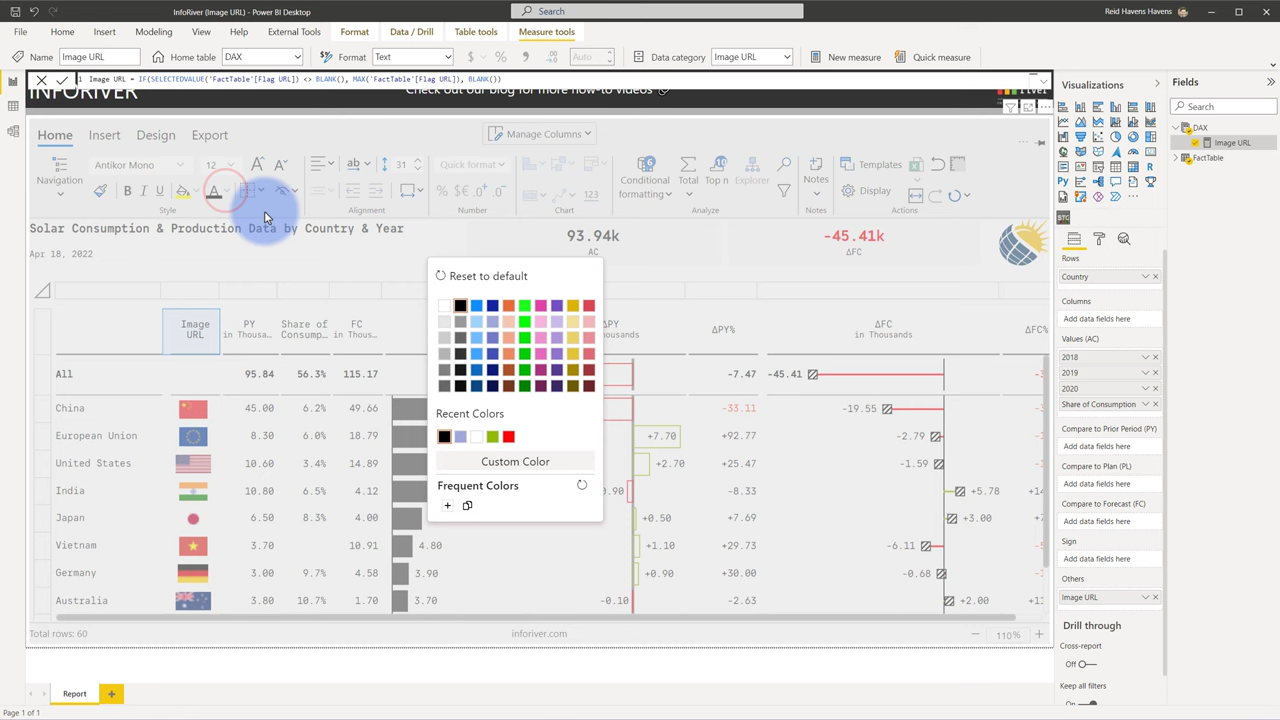 InfoRiver (Image URL) - Power BI Desktop
Search
Reid Havens Havens
File
Home
Insert
Modeling
View
Help
External Tools
Format
Data / Drill
Table tools
Measure tools
Name
Image URL
Home table
DAX
Format
Text
$
%
Auto
Data category
Image URL
New measure
Quick measure
1 Image URL = IF(SELECTEDVALUE('FactTable'[Flag URL]) <> BLANK(), MAX('FactTable'[Flag URL]), BLANK())
INFORIVER
Check out our blog for more how-to videos
Home
Insert
Design
Export
Manage Columns
Navigation
Antikor Mono
12
B
I
U
A
Style
ab
31
Alignment
Quick format
% $€
Number
123
Chart
6
Conditional
formatting
Total
Top n
Explorer
Analyze
Notes
Notes
Templates
Display
Actions
Solar Consumption & Production Data by Country & Year
Apr 18, 2022
93.94k
AC
-45.41k
ΔFC
Image URL PY in Thousa... Share of Consump... FC in Thous... ΔPY ands ΔPY% ΔFC in Thousands ΔFC%
All 95.84 56.3% 115.17 -7.47 -45.41
China 45.00 6.2% 49.66 -33.11 -19.55
European Union 8.30 6.0% 18.79 +7.70 +92.77 -2.79
United States 10.60 3.4% 14.89 +2.70 +25.47 -1.59
India 10.80 6.5% 4.12 0.90 -8.33 +5.78
Japan 6.50 8.3% 4.00 +0.50 +7.69 +3.00
Vietnam 3.70 10.91 4.80 +1.10 +29.73 -6.11
Germany 3.00 9.7% 4.58 3.90 +0.90 +30.00 -0.68
Australia 3.80 10.7% 1.70 3.70 -0.10 -2.63 +2.00
Total rows: 60
inforiver.com
110%
Reset to default
Recent Colors
Custom Color
Frequent Colors
Visualizations
Rows
Country
Columns
Add data fields here
Values (AC)
2018
2019
2020
Share of Consumption
Compare to Prior Period (PY)
Add data fields here
Compare to Plan (PL)
Add data fields here
Compare to Forecast (FC)
Add data fields here
Sign
Add data fields here
Others
Image URL
Drill through
Cross-report
Off
Keep all filters
On
Fields
Search
DAX
Image URL
FactTable
Report
Page 1 of 1